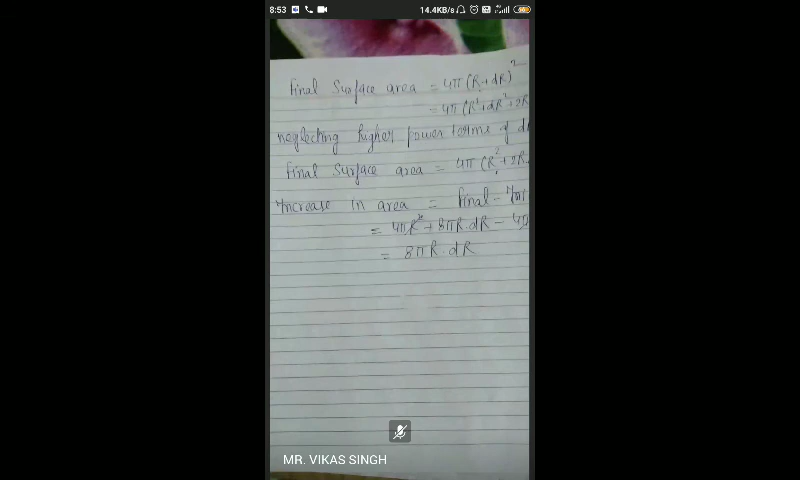 8:53
14.4KB/s
Final Surface area = 4π(R+dR)²
= 4π(R²+dR²+2R
neglecting higher power terms of d
Final Surface area = 4π(R²+2R
Increase in area = final -
= 4πR² + 8πR.dR - 4
= 8πR.dR
MR. VIKAS SINGH